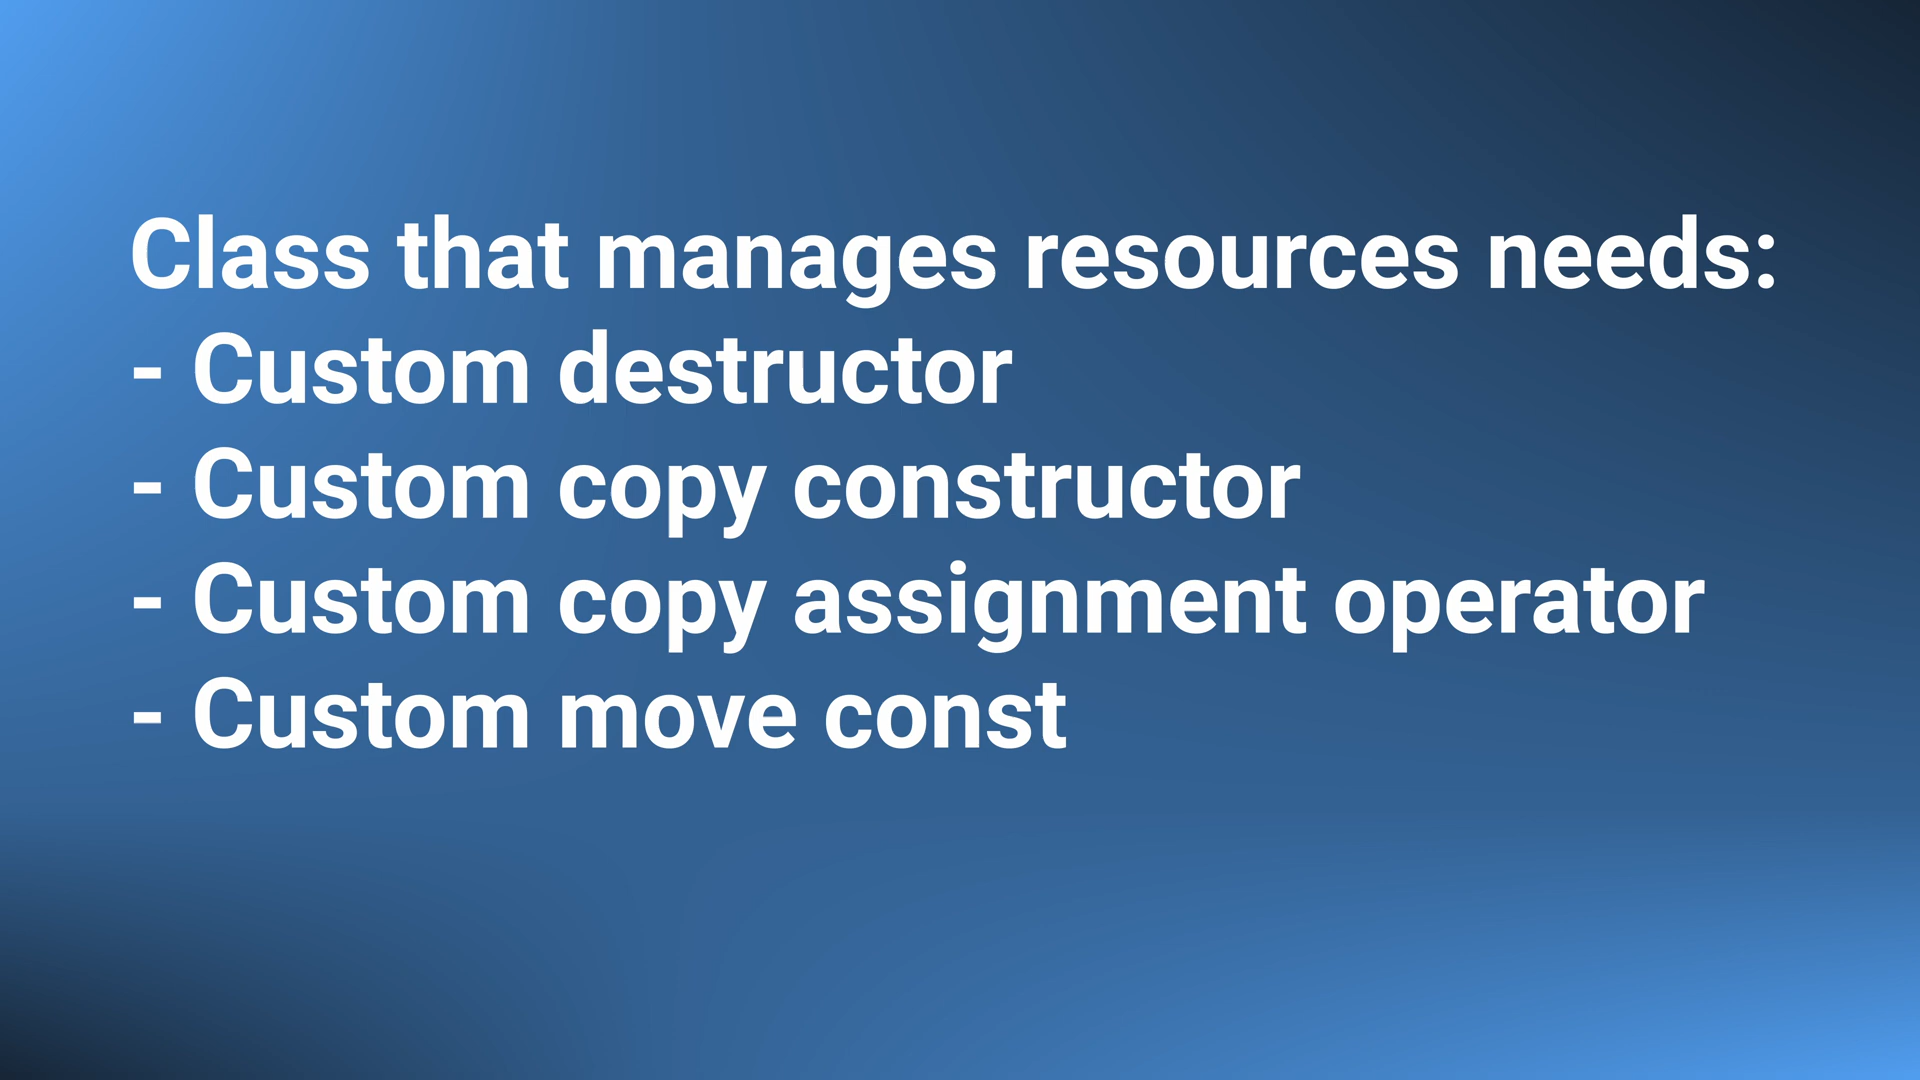 Class that manages resources needs:
- Custom destructor
- Custom copy constructor
- Custom copy assignment operator
- Custom move const